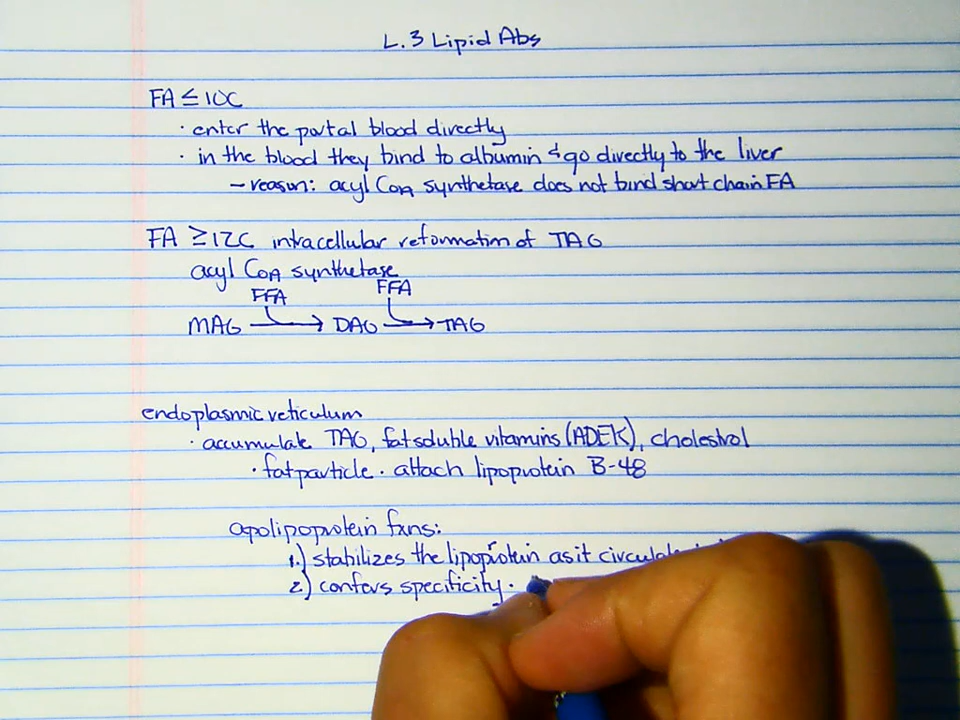 L.3 Lipid Abs
FA ≤ 10C
· enter the portal blood directly
· in the blood they bind to albumin & go directly to the liver
– reason: acyl CoA synthetase does not bind short chain FA
FA ≥ 12C intracellular reformation of TAG
acyl CoA synthetase
FFA FFA
MAG → DAG → TAG
endoplasmic reticulum
· accumulate TAG, fat soluble vitamins (ADEK), cholestrol
· fat particle · attach lipoprotein B-48
apolipoprotein fxns:
1.) stabilizes the lipoprotein as it circulates
2.) confers specificity ·